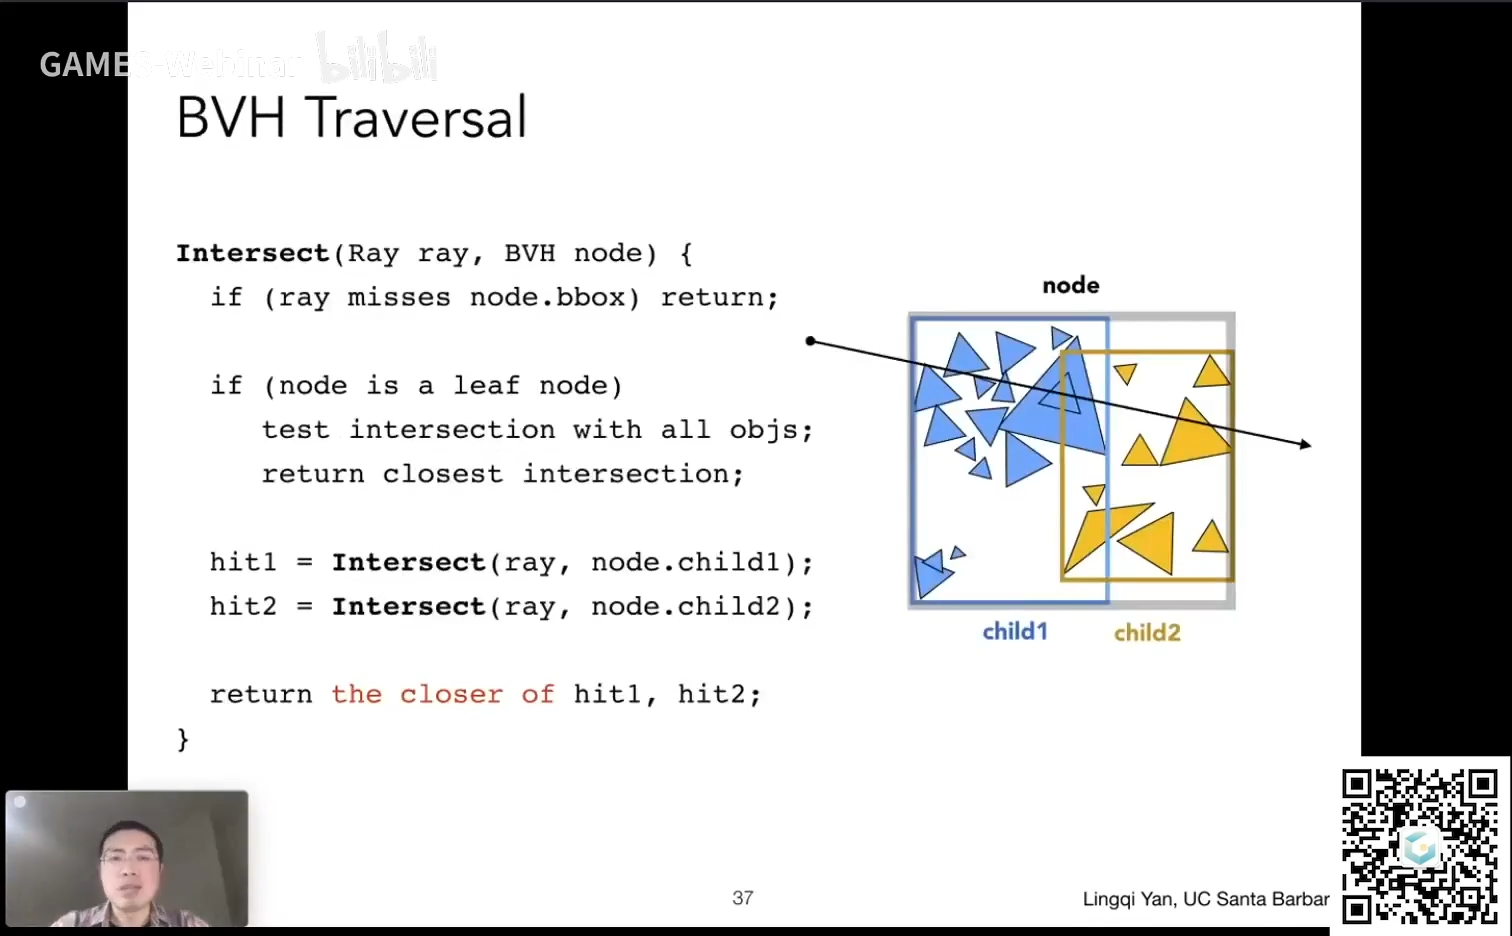 GAMES-Webinar bilibili
BVH Traversal
Intersect(Ray ray, BVH node) {
if (ray misses node.bbox) return;
if (node is a leaf node)
test intersection with all objs;
return closest intersection;
hit1 = Intersect(ray, node.child1);
hit2 = Intersect(ray, node.child2);
return the closer of hit1, hit2;
}
node
child1 child2
37
Lingqi Yan, UC Santa Barbar